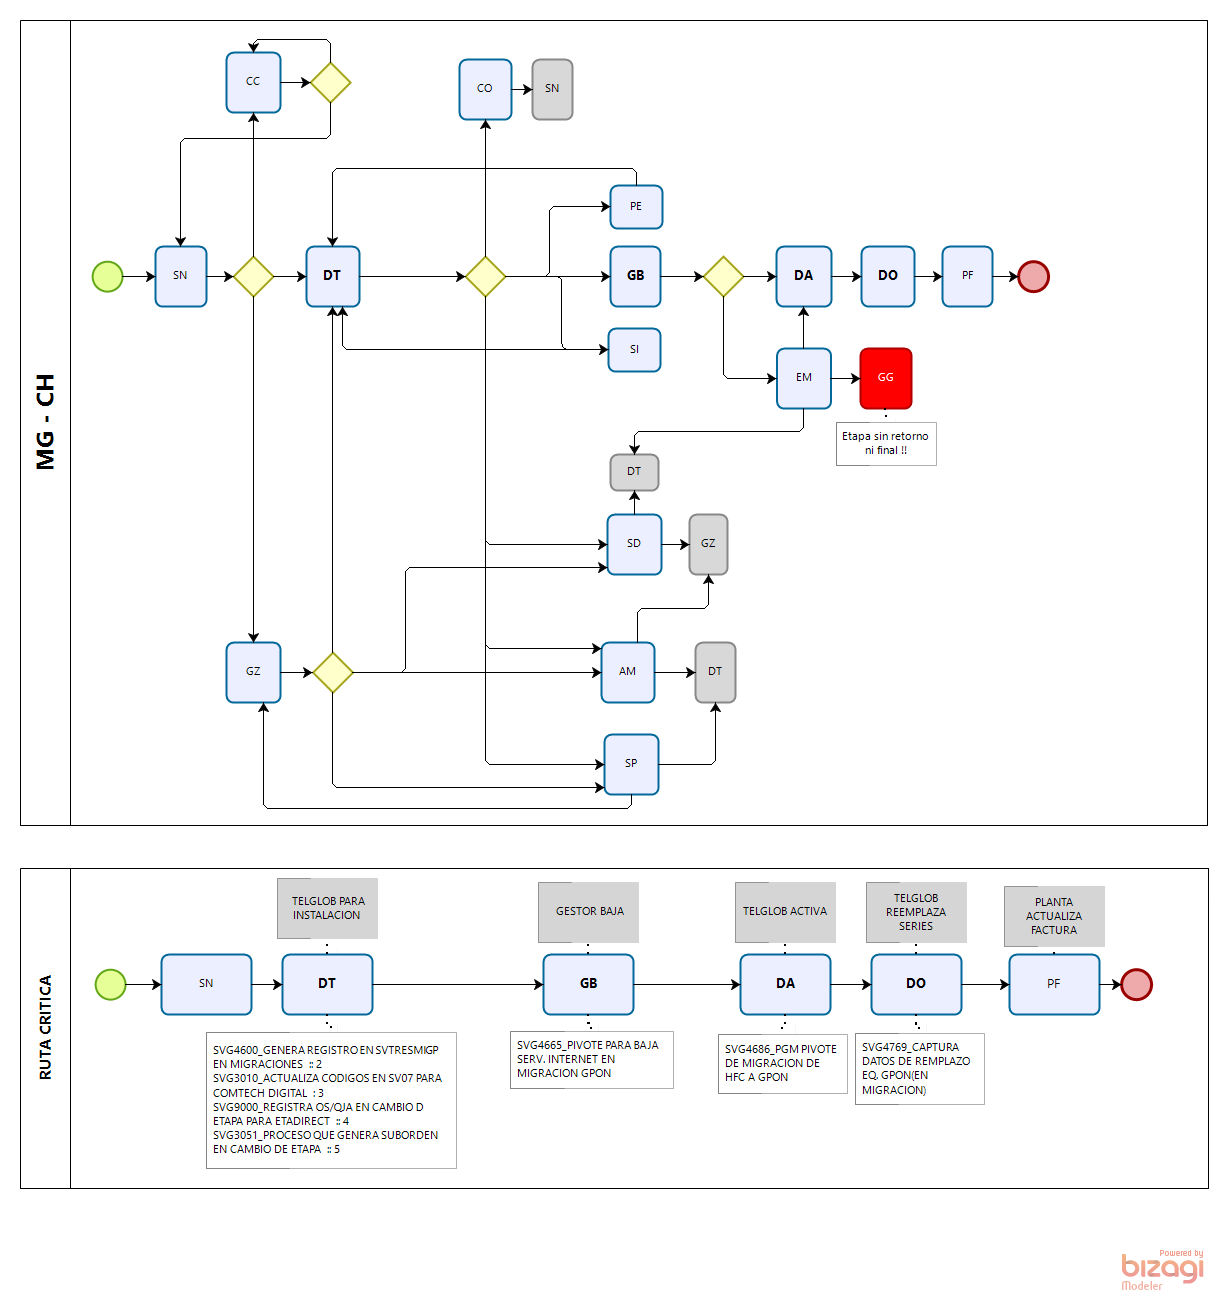 MG - CH
CC
CO
SN
PE
SN
DT
GB
DA
DO
PF
SI
EM
GG
Etapa sin retorno
ni final !!
DT
SD
GZ
GZ
AM
DT
SP
RUTA CRITICA
TELGLOB PARA
INSTALACION
GESTOR BAJA
TELGLOB ACTIVA
TELGLOB
REEMPLAZA
SERIES
PLANTA
ACTUALIZA
FACTURA
SN
DT
GB
DA
DO
PF
SVG4600_GENERA REGISTRO EN SVTRESMIGP
EN MIGRACIONES :: 2
SVG3010_ACTUALIZA CODIGOS EN SV07 PARA
COMTECH DIGITAL : 3
SVG9000_REGISTRA OS/QJA EN CAMBIO D
ETAPA PARA ETADIRECT :: 4
SVG3051_PROCESO QUE GENERA SUBORDEN
EN CAMBIO DE ETAPA :: 5
SVG4665_PIVOTE PARA BAJA
SERV. INTERNET EN
MIGRACION GPON
SVG4686_PGM PIVOTE
DE MIGRACION DE
HFC A GPON
SVG4769_CAPTURA
DATOS DE REMPLAZO
EQ. GPON(EN
MIGRACION)
Powered by
bizagi
Modeler